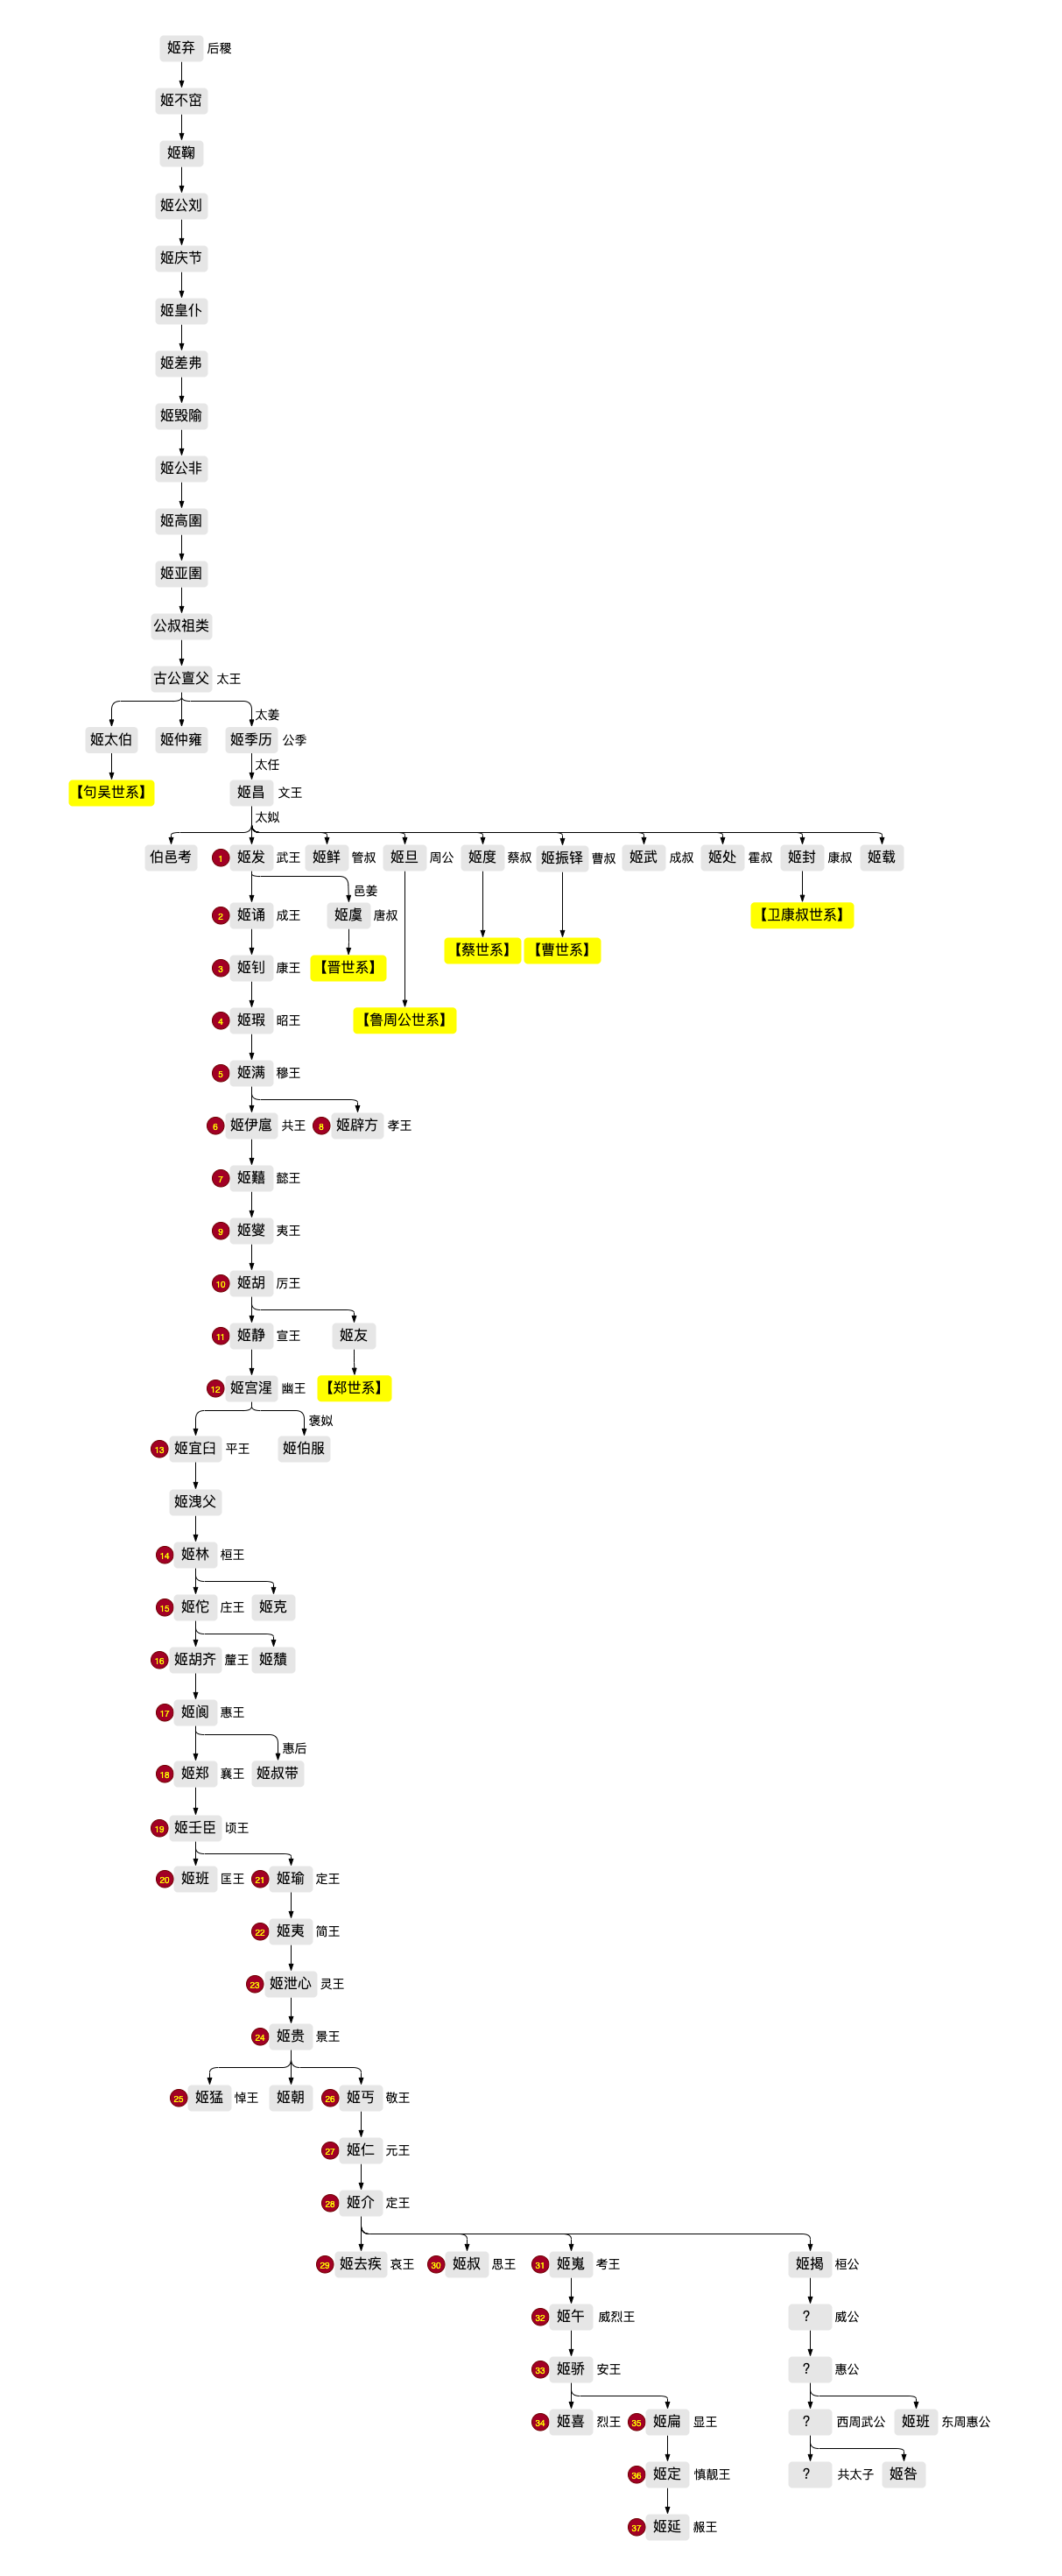 姬弃 后稷
姬不窋
姬鞠
姬公刘
姬庆节
姬皇仆
姬差弗
姬毁隃
姬公非
姬高圉
姬亚圉
公叔祖类
古公亶父 太王
太姜
姬太伯 姬仲雍 姬季历 公季
太任
【句吴世系】 姬昌 文王
太姒
伯邑考 1 姬发 武王 姬鲜 管叔 姬旦 周公 姬度 蔡叔 姬振铎 曹叔 姬武 成叔 姬处 霍叔 姬封 康叔 姬载
邑姜
2 姬诵 成王 姬虞 唐叔 【卫康叔世系】
【蔡世系】 【曹世系】
3 姬钊 康王 【晋世系】
4 姬瑕 昭王 【鲁周公世系】
5 姬满 穆王
6 姬伊扈 共王 8 姬辟方 孝王
7 姬囏 懿王
9 姬燮 夷王
10 姬胡 厉王
11 姬静 宣王 姬友
12 姬宫湦 幽王 【郑世系】
褒姒
13 姬宜臼 平王 姬伯服
姬洩父
14 姬林 桓王
15 姬佗 庄王 姬克
16 姬胡齐 釐王 姬颓
17 姬阆 惠王
惠后
18 姬郑 襄王 姬叔带
19 姬壬臣 顷王
20 姬班 匡王 21 姬瑜 定王
22 姬夷 简王
23 姬泄心 灵王
24 姬贵 景王
25 姬猛 悼王 姬朝 26 姬丐 敬王
27 姬仁 元王
28 姬介 定王
29 姬去疾 哀王 30 姬叔 思王 31 姬嵬 考王 姬揭 桓公
32 姬午 威烈王 ? 威公
33 姬骄 安王 ? 惠公
34 姬喜 烈王 35 姬扁 显王 ? 西周武公 姬班 东周惠公
36 姬定 慎靓王 ? 共太子 姬咎
37 姬延 赧王